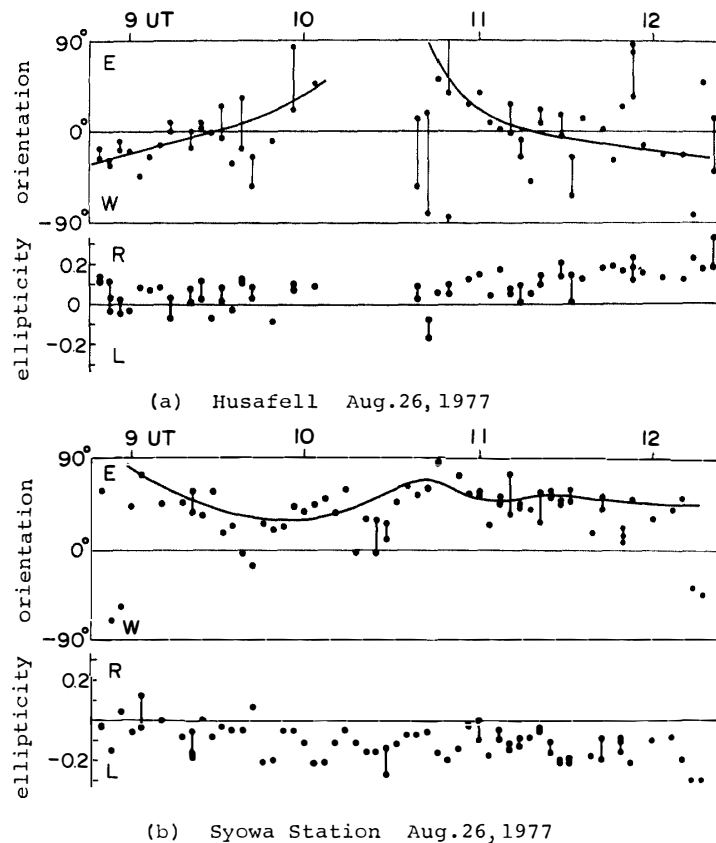 9 UT 10 11 12
90°
E
orientation
0°
W
-90°
ellipticity
R
0.2
0
-0.2
L
(a) Husafell Aug.26,1977
9 UT 10 11 12
90°
E
orientation
0°
W
-90°
ellipticity
R
0.2
-0.2
L
(b) Syowa Station Aug.26,1977